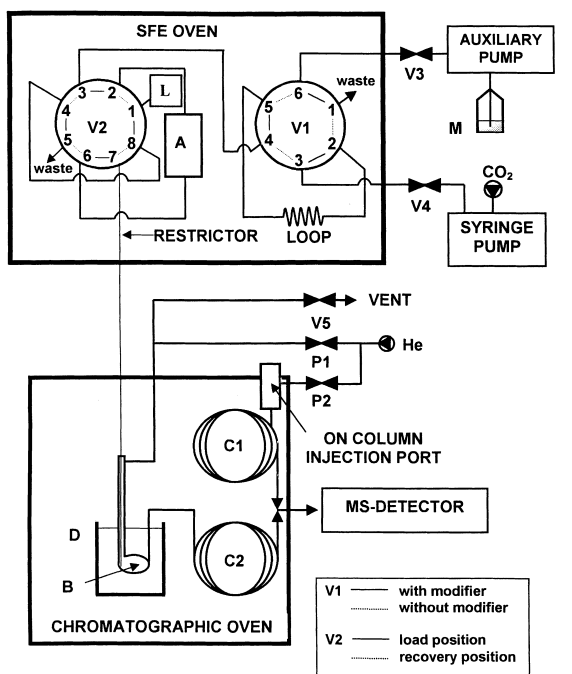 SFE OVEN
AUXILIARY
PUMP
V3
waste
L
3 2
4 1
5 8
6 7
V2
waste
A
6
5 1
4 2
3
V1
M
CO2
V4
SYRINGE
PUMP
LOOP
RESTRICTOR
VENT
V5
P1
He
P2
ON COLUMN
INJECTION PORT
C1
MS-DETECTOR
D
C2
B
CHROMATOGRAPHIC OVEN
V1 with modifier
without modifier
V2 load position
recovery position